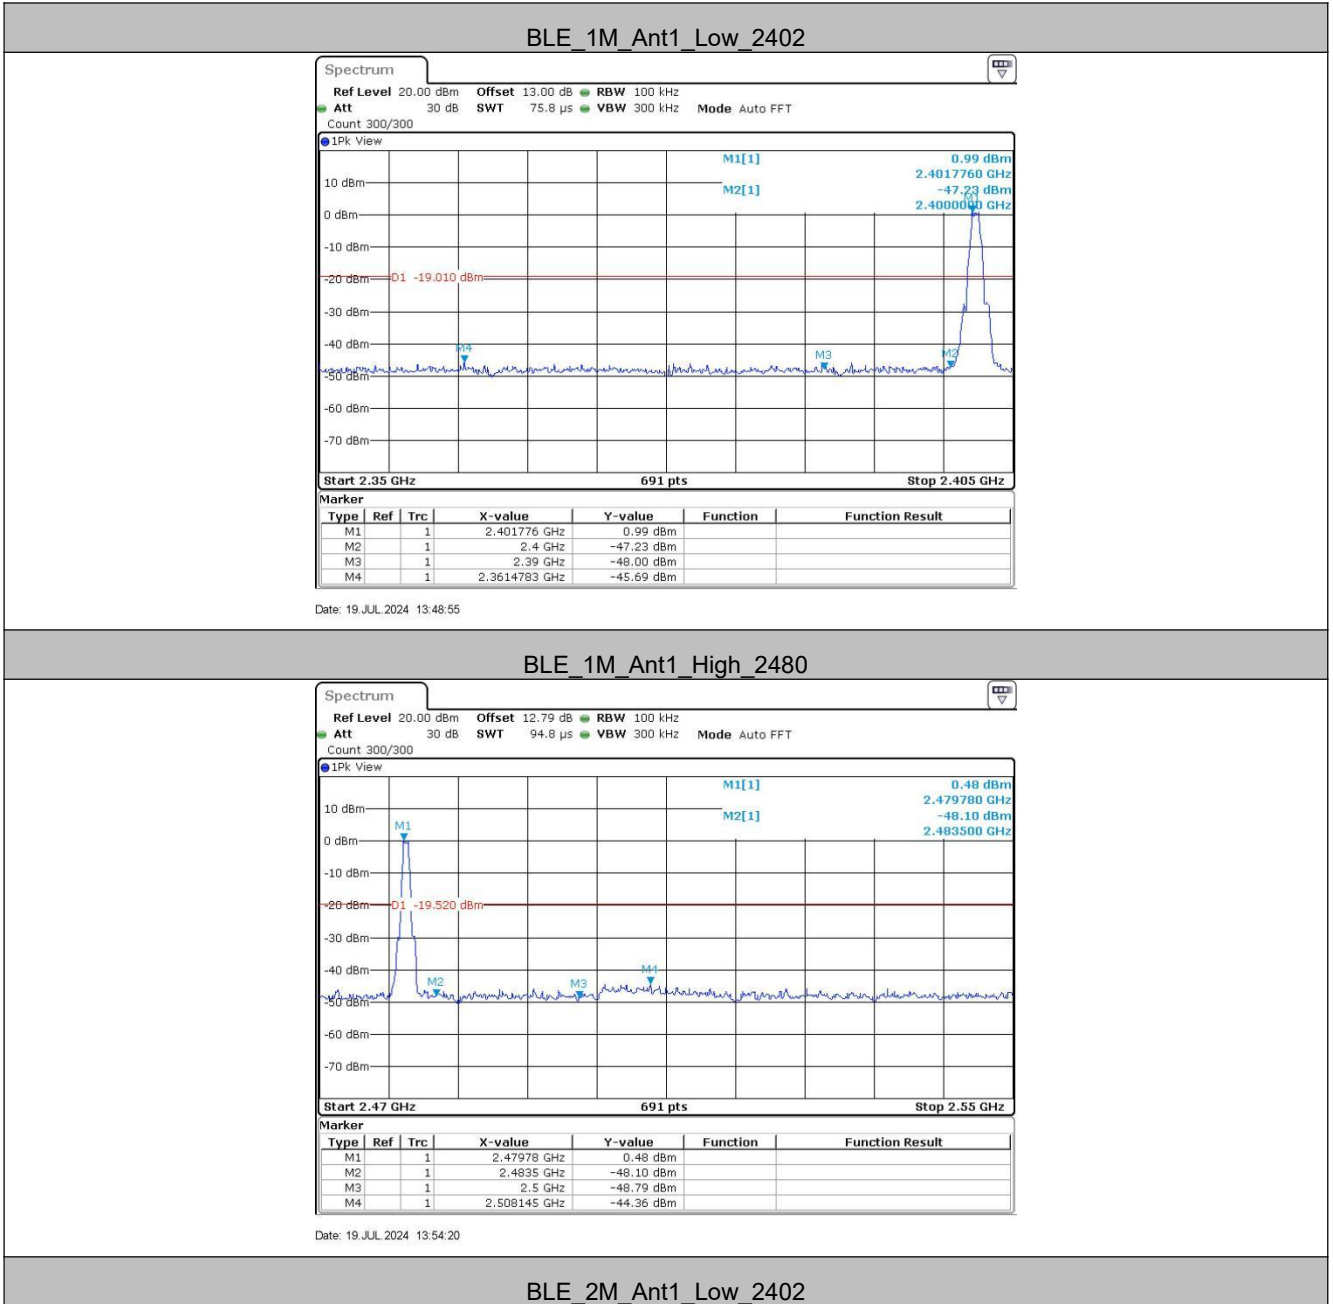 BLE_1M_Ant1_Low_2402
Spectrum
Ref Level 20.00 dBm Offset 13.00 dB RBW 100 kHz
Att 30 dB SWT 75.8 µs VBW 300 kHz Mode Auto FFT
Count 300/300
1Pk View
M1[1] 0.99 dBm
2.4017760 GHz
M2[1] -47.23 dBm
2.4000000 GHz
M1
10 dBm
0 dBm
-10 dBm
-20 dBm D1 -19.010 dBm
-30 dBm
-40 dBm
M4 M3 M2
-50 dBm
-60 dBm
-70 dBm
Start 2.35 GHz 691 pts Stop 2.405 GHz
Marker
Type Ref Trc X-value Y-value Function Function Result
M1 1 2.401776 GHz 0.99 dBm
M2 1 2.4 GHz -47.23 dBm
M3 1 2.39 GHz -48.00 dBm
M4 1 2.3614783 GHz -45.69 dBm
Date: 19.JUL.2024 13:48:55
BLE_1M_Ant1_High_2480
Spectrum
Ref Level 20.00 dBm Offset 12.79 dB RBW 100 kHz
Att 30 dB SWT 94.8 µs VBW 300 kHz Mode Auto FFT
Count 300/300
1Pk View
M1[1] 0.48 dBm
2.479780 GHz
M2[1] -48.10 dBm
2.483500 GHz
10 dBm
M1
0 dBm
-10 dBm
-20 dBm D1 -19.520 dBm
-30 dBm
-40 dBm
M2 M3 M4
-50 dBm
-60 dBm
-70 dBm
Start 2.47 GHz 691 pts Stop 2.55 GHz
Marker
Type Ref Trc X-value Y-value Function Function Result
M1 1 2.47978 GHz 0.48 dBm
M2 1 2.4835 GHz -48.10 dBm
M3 1 2.5 GHz -48.79 dBm
M4 1 2.508145 GHz -44.36 dBm
Date: 19.JUL.2024 13:54:20
BLE_2M_Ant1_Low_2402